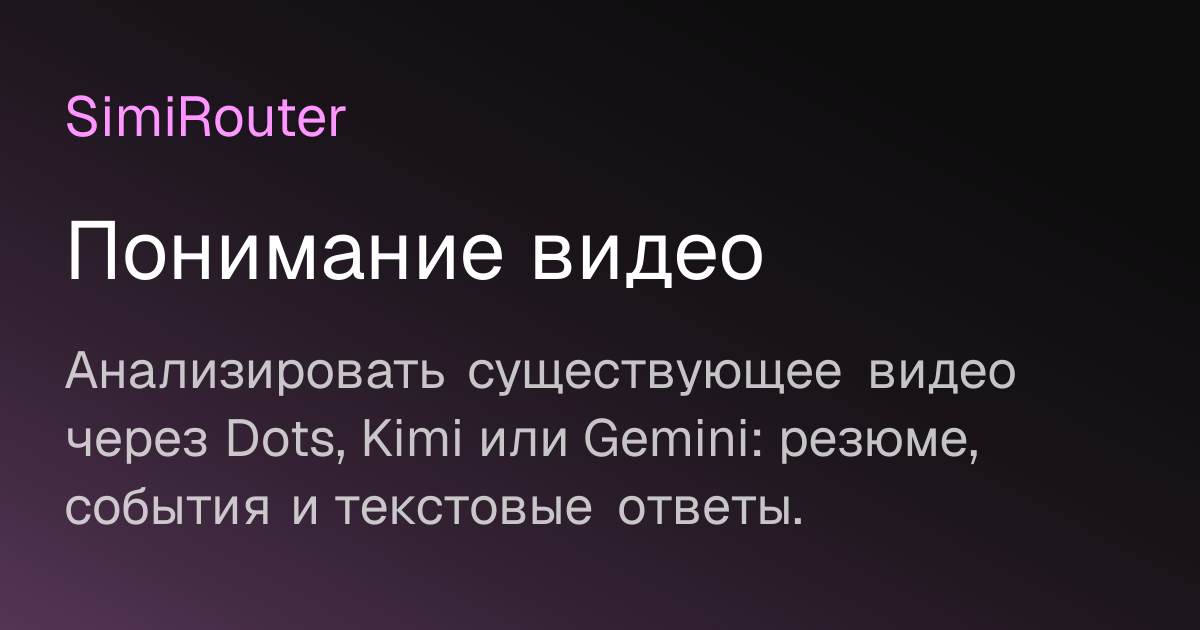 SimiRouter
Понимание видео
Анализировать существующее видео
через Dots, Kimi или Gemini: резюме,
события и текстовые ответы.